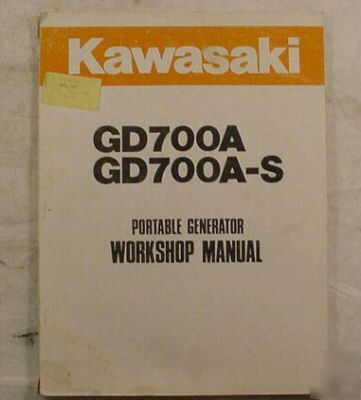 Kawasaki
GD700A
GD700A-S
PORTABLE GENERATOR
WORKSHOP MANUAL